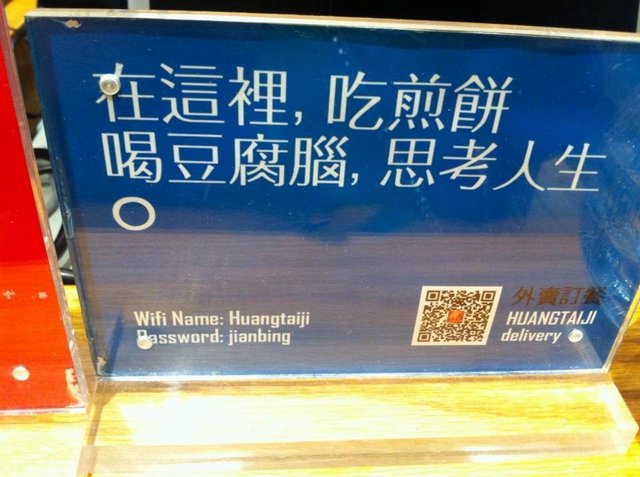 在這裡，吃煎餅
喝豆腐腦，思考人生
。
Wifi Name: Huangtaiji
Password: jianbing
外賣訂餐
HUANGTAIJI
delivery